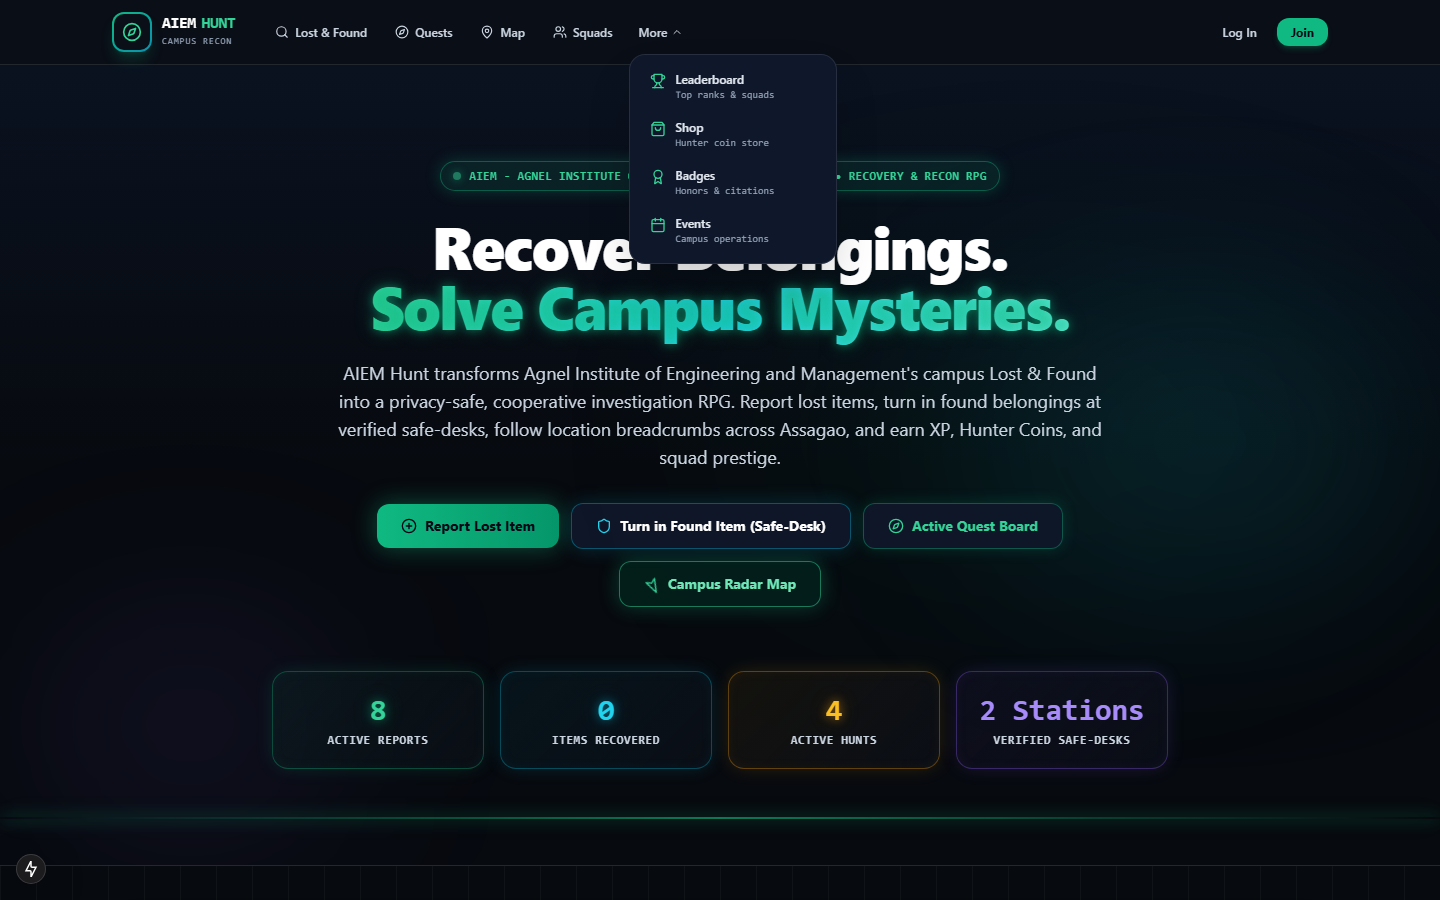 AIEM HUNT
CAMPUS RECON
Lost & Found
Quests
Map
Squads
More
Log In
Join
Leaderboard
Top ranks & squads
Shop
Hunter coin store
Badges
Honors & citations
Events
Campus operations
AIEM - AGNEL INSTITUTE • RECOVERY & RECON RPG
Recover Belongings.
Solve Campus Mysteries.
AIEM Hunt transforms Agnel Institute of Engineering and Management's campus Lost & Found
into a privacy-safe, cooperative investigation RPG. Report lost items, turn in found belongings at
verified safe-desks, follow location breadcrumbs across Assagao, and earn XP, Hunter Coins, and
squad prestige.
Report Lost Item
Turn in Found Item (Safe-Desk)
Active Quest Board
Campus Radar Map
8
ACTIVE REPORTS
0
ITEMS RECOVERED
4
ACTIVE HUNTS
2 Stations
VERIFIED SAFE-DESKS